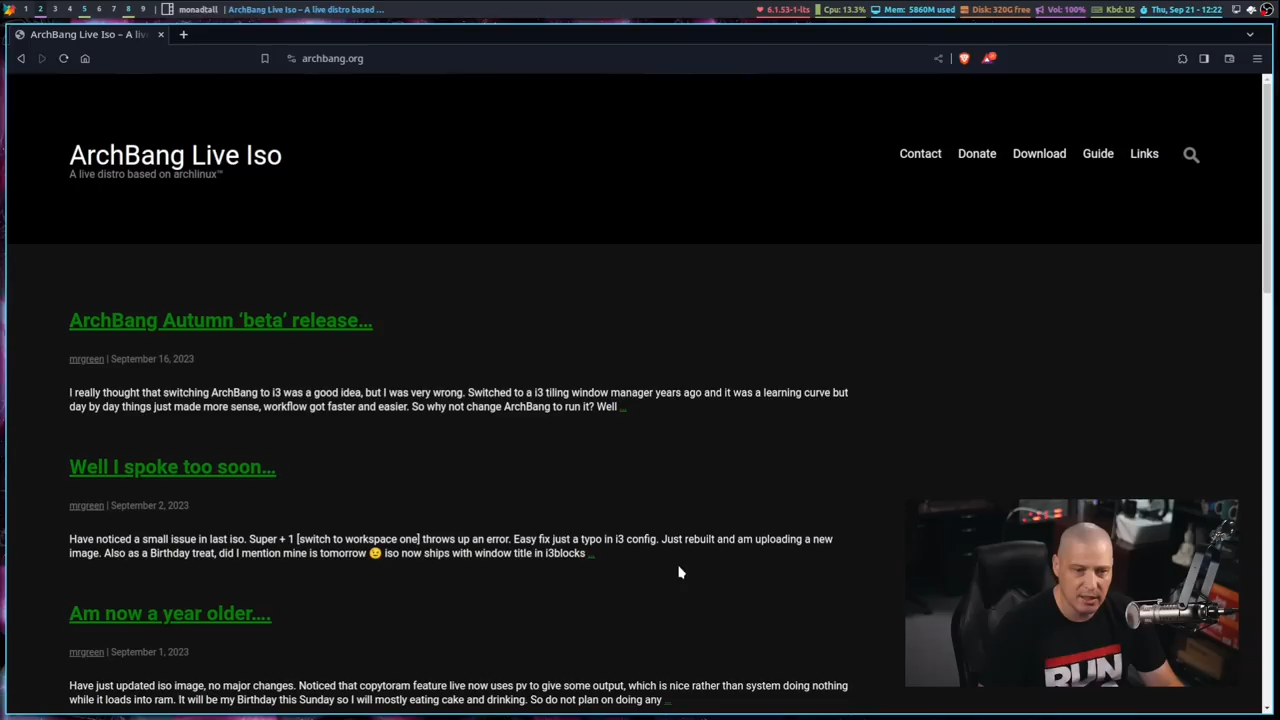 1 2 3 4 5 6 7 8 9 | monadtall | ArchBang Live Iso – A live distro based ... 6.1.53-1-lts Cpu: 13.3% Mem: 5860M used Disk: 320G free Vol: 100% Kbd: US Thu, Sep 21 - 12:22
ArchBang Live Iso – A liv
archbang.org
ArchBang Live Iso
A live distro based on archlinux™
Contact Donate Download Guide Links
ArchBang Autumn ‘beta’ release…
mrgreen | September 16, 2023
I really thought that switching ArchBang to i3 was a good idea, but I was very wrong. Switched to a i3 tiling window manager years ago and it was a learning curve but
day by day things just made more sense, workflow got faster and easier. So why not change ArchBang to run it? Well ...
Well I spoke too soon…
mrgreen | September 2, 2023
Have noticed a small issue in last iso. Super + 1 [switch to workspace one] throws up an error. Easy fix just a typo in i3 config. Just rebuilt and am uploading a new
image. Also as a Birthday treat, did I mention mine is tomorrow 😉 iso now ships with window title in i3blocks ...
Am now a year older….
mrgreen | September 1, 2023
Have just updated iso image, no major changes. Noticed that copytoram feature live now uses pv to give some output, which is nice rather than system doing nothing
while it loads into ram. It will be my Birthday this Sunday so I will mostly eating cake and drinking. So do not plan on doing any ...
RUN